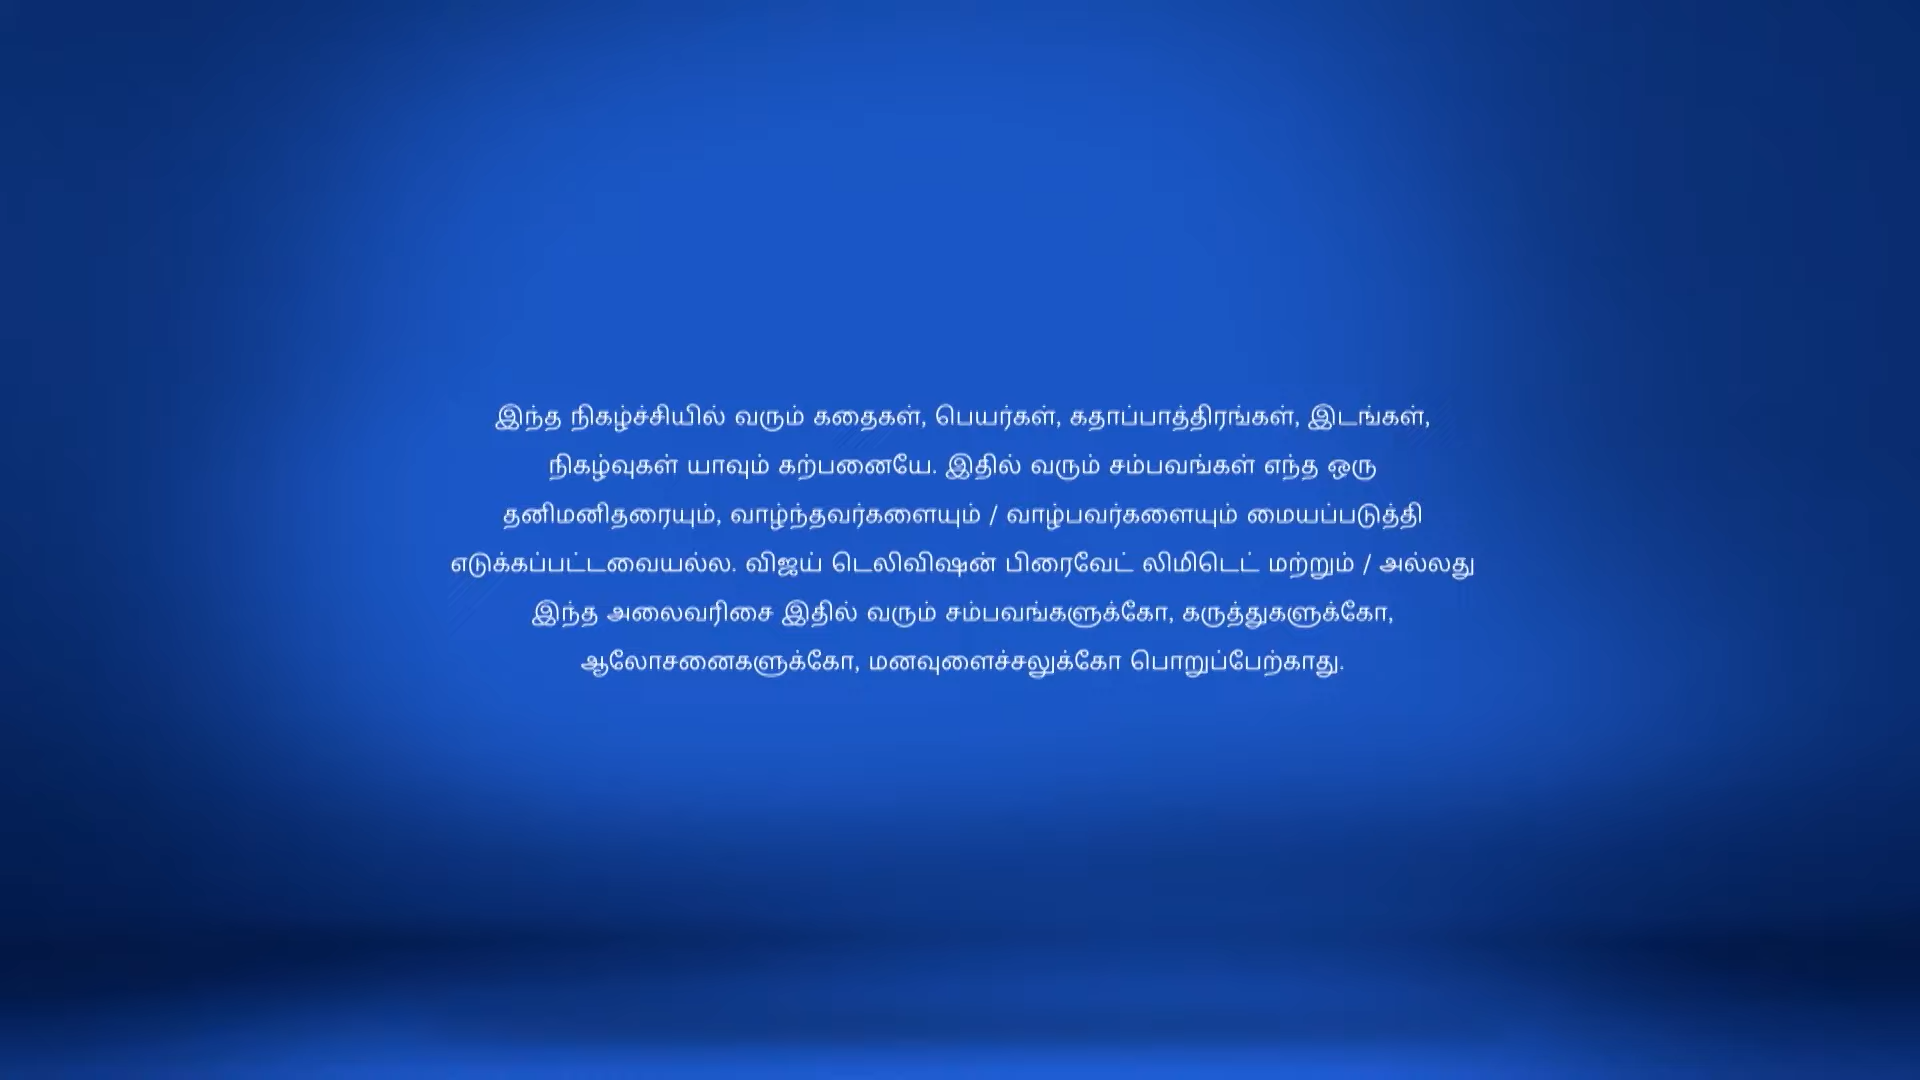 இந்த நிகழ்ச்சியில் வரும் கதைகள், பெயர்கள், கதாப்பாத்திரங்கள், இடங்கள்,
நிகழ்வுகள் யாவும் கற்பனையே. இதில் வரும் சம்பவங்கள் எந்த ஒரு
தனிமனிதரையும், வாழ்ந்தவர்களையும் / வாழ்பவர்களையும் மையப்படுத்தி
எடுக்கப்பட்டவையல்ல. விஜய் டெலிவிஷன் பிரைவேட் லிமிடெட் மற்றும் / அல்லது
இந்த அலைவரிசை இதில் வரும் சம்பவங்களுக்கோ, கருத்துகளுக்கோ,
ஆலோசனைகளுக்கோ, மனவுளைச்சலுக்கோ பொறுப்பேற்காது.